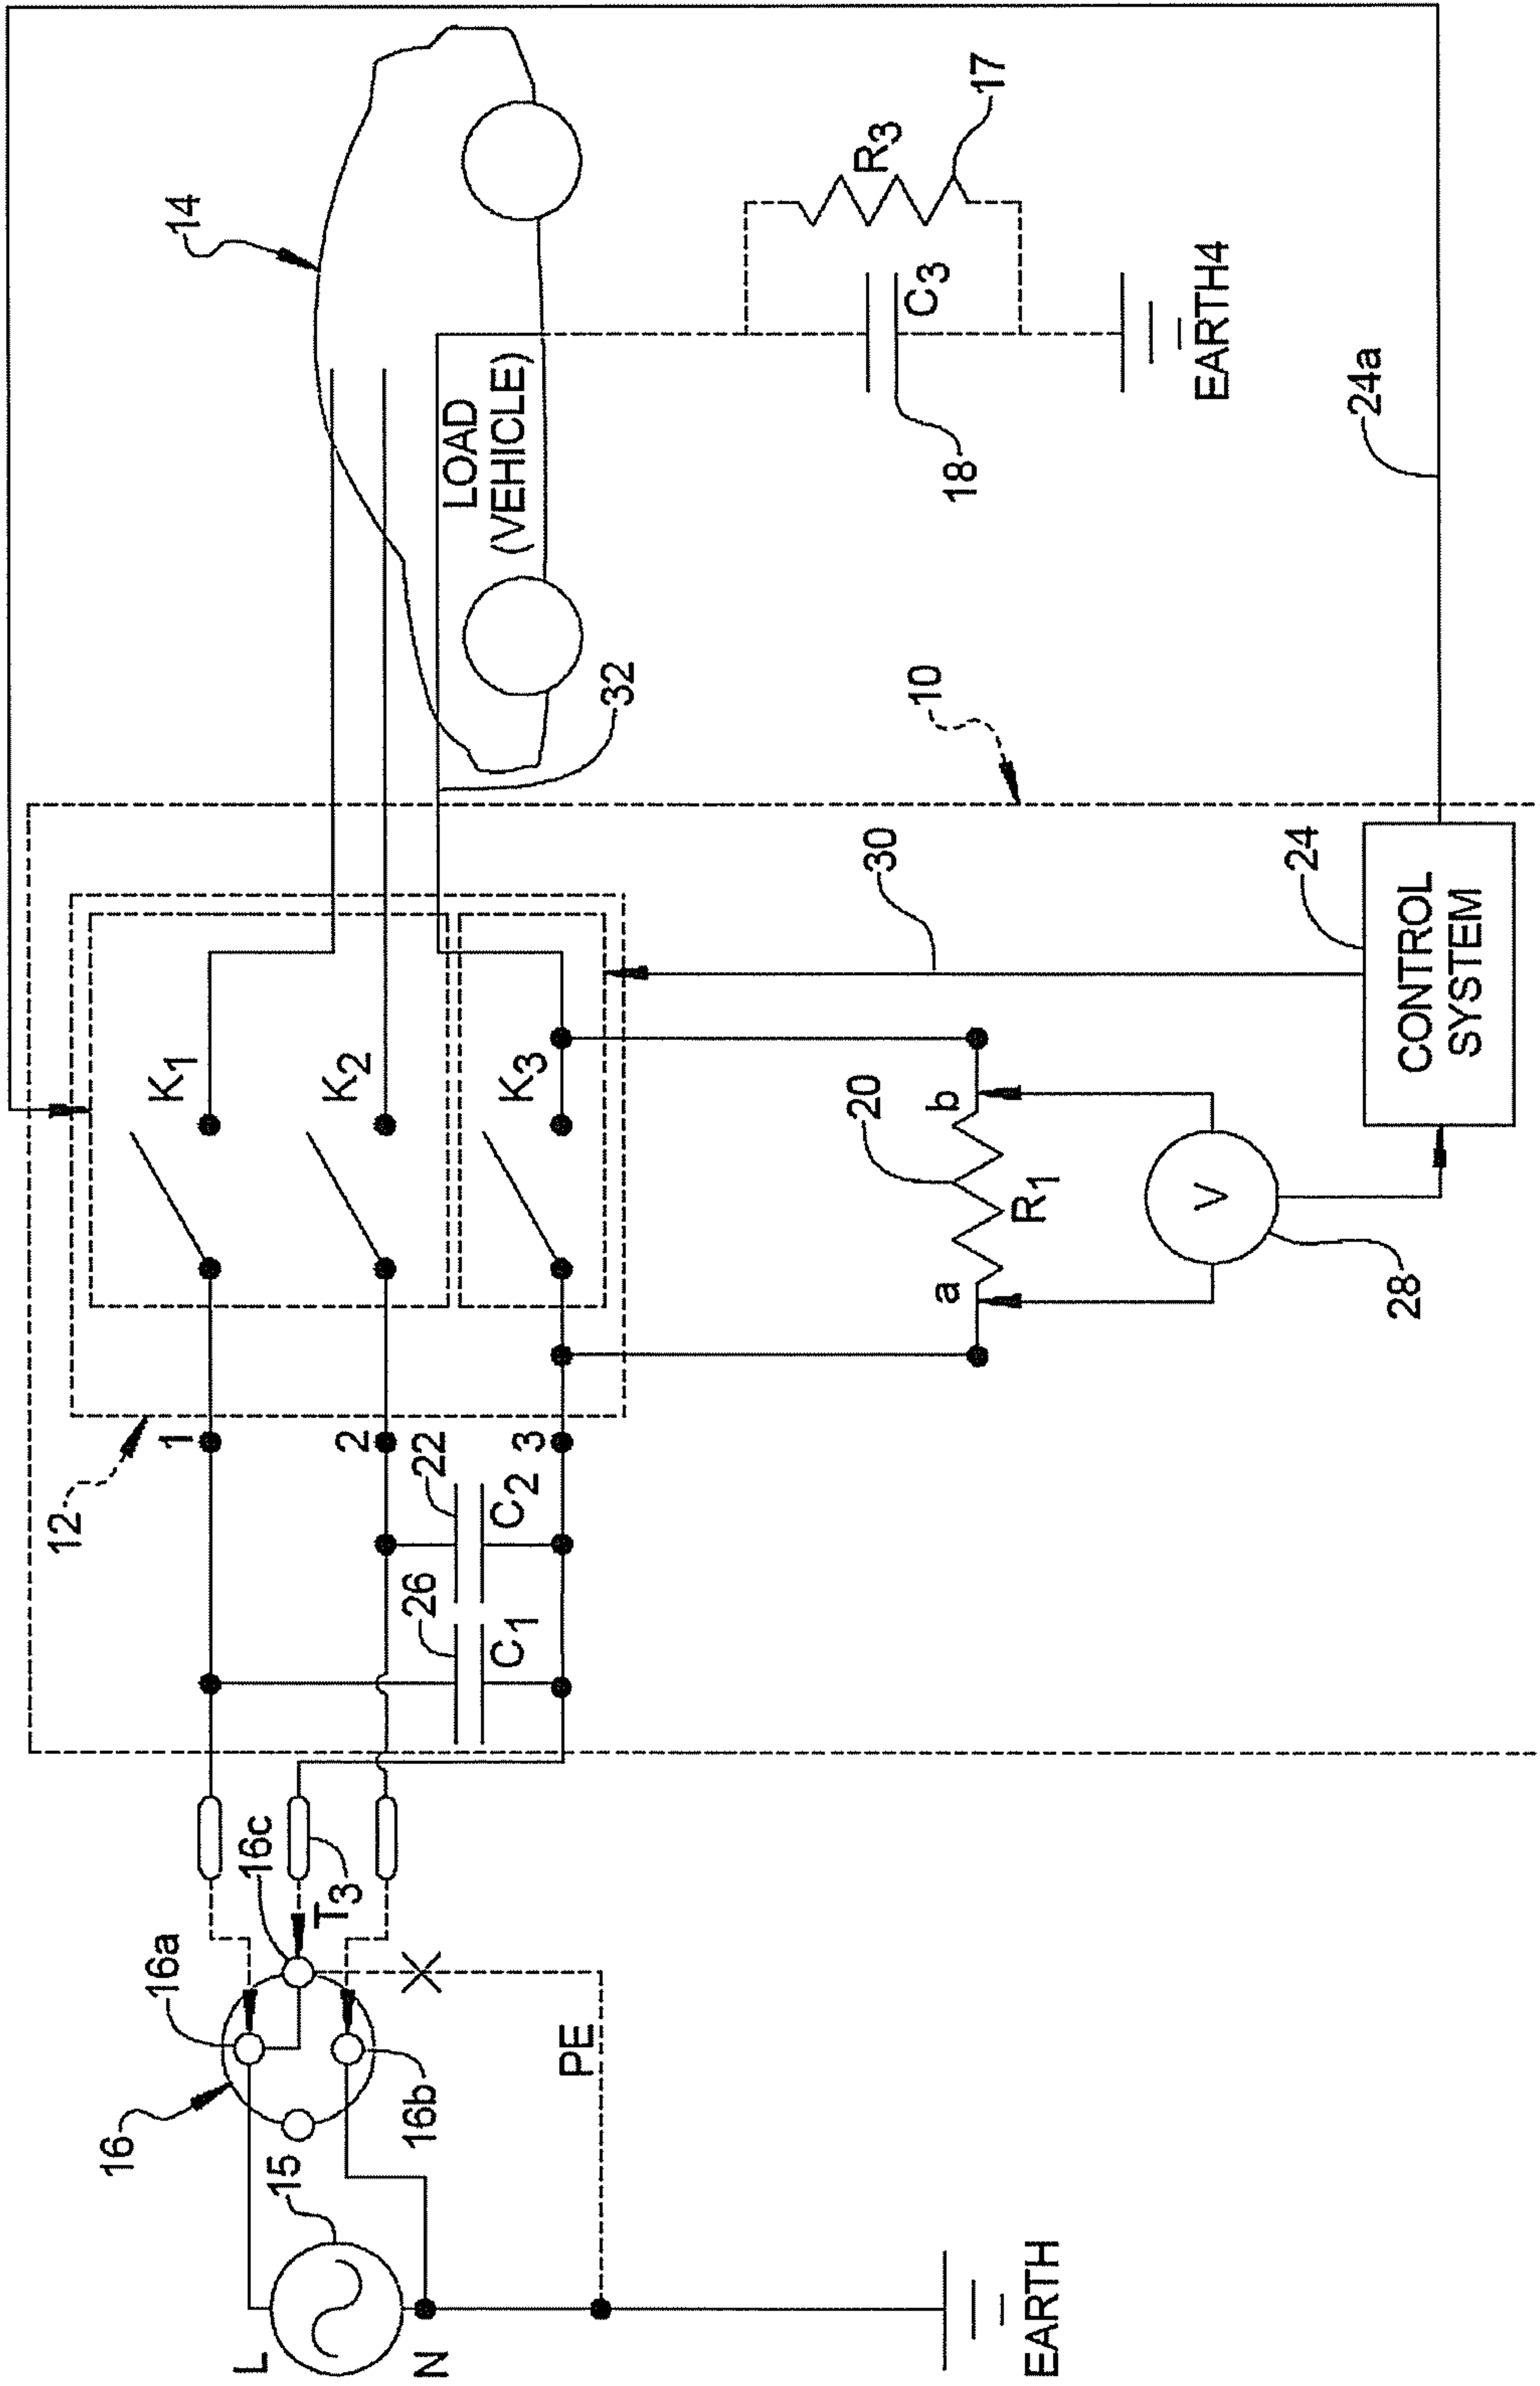 14
17
R3
C3
18
EARTH4
24a
LOAD
(VEHICLE)
32
10
30
24
CONTROL
SYSTEM
K1
K2
K3
20
b
R1
a
V
28
12
1
2
3
22
C2
26
C1
16c
T3
16a
16
16b
PE
15
L
N
EARTH